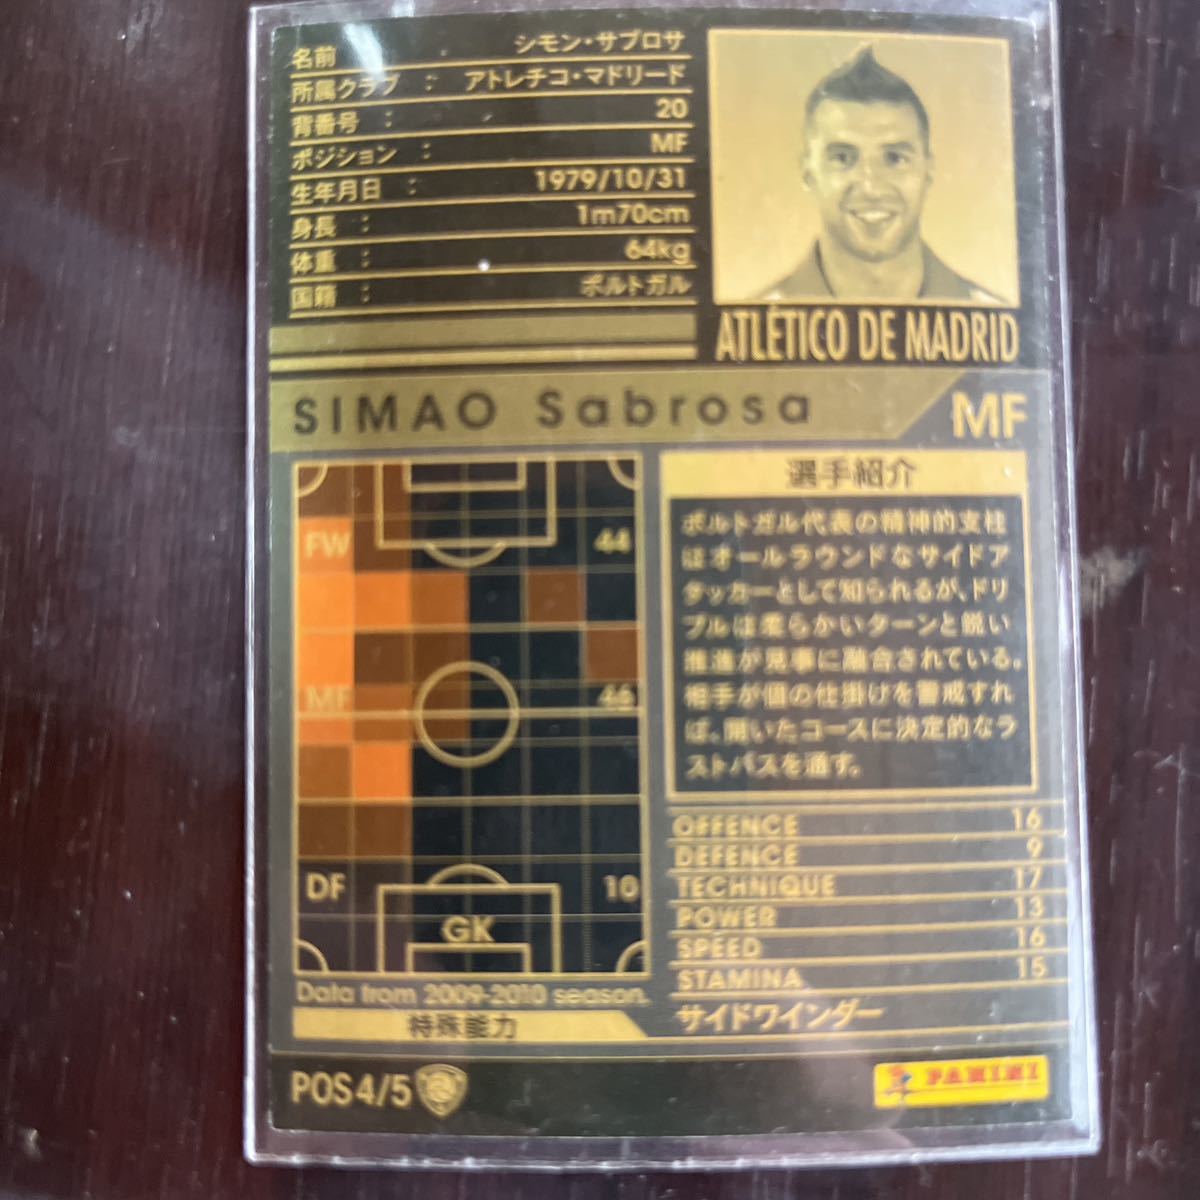 名前 シモン・サブロサ
所属クラブ : アトレチコ・マドリード
背番号 : 20
ポジション : MF
生年月日 : 1979/10/31
身長 : 1m70cm
体重 : 64kg
国籍 : ポルトガル
ATLÉTICO DE MADRID
SIMAO Sabrosa MF
FW 44
MF 46
DF 10
GK
Data from 2009-2010 season.
特殊能力
選手紹介
ポルトガル代表の精神的支柱
はオールラウンドなサイドア
タッカーとして知られるが、ドリ
ブルは柔らかいターンと鋭い
推進が見事に融合されている。
相手が個の仕掛けを警戒すれ
ば、開いたコースに決定的なラ
ストパスを通す。
OFFENCE 16
DEFENCE 9
TECHNIQUE 17
POWER 13
SPEED 16
STAMINA 15
サイドワインダー
POS 4/5
PANINI